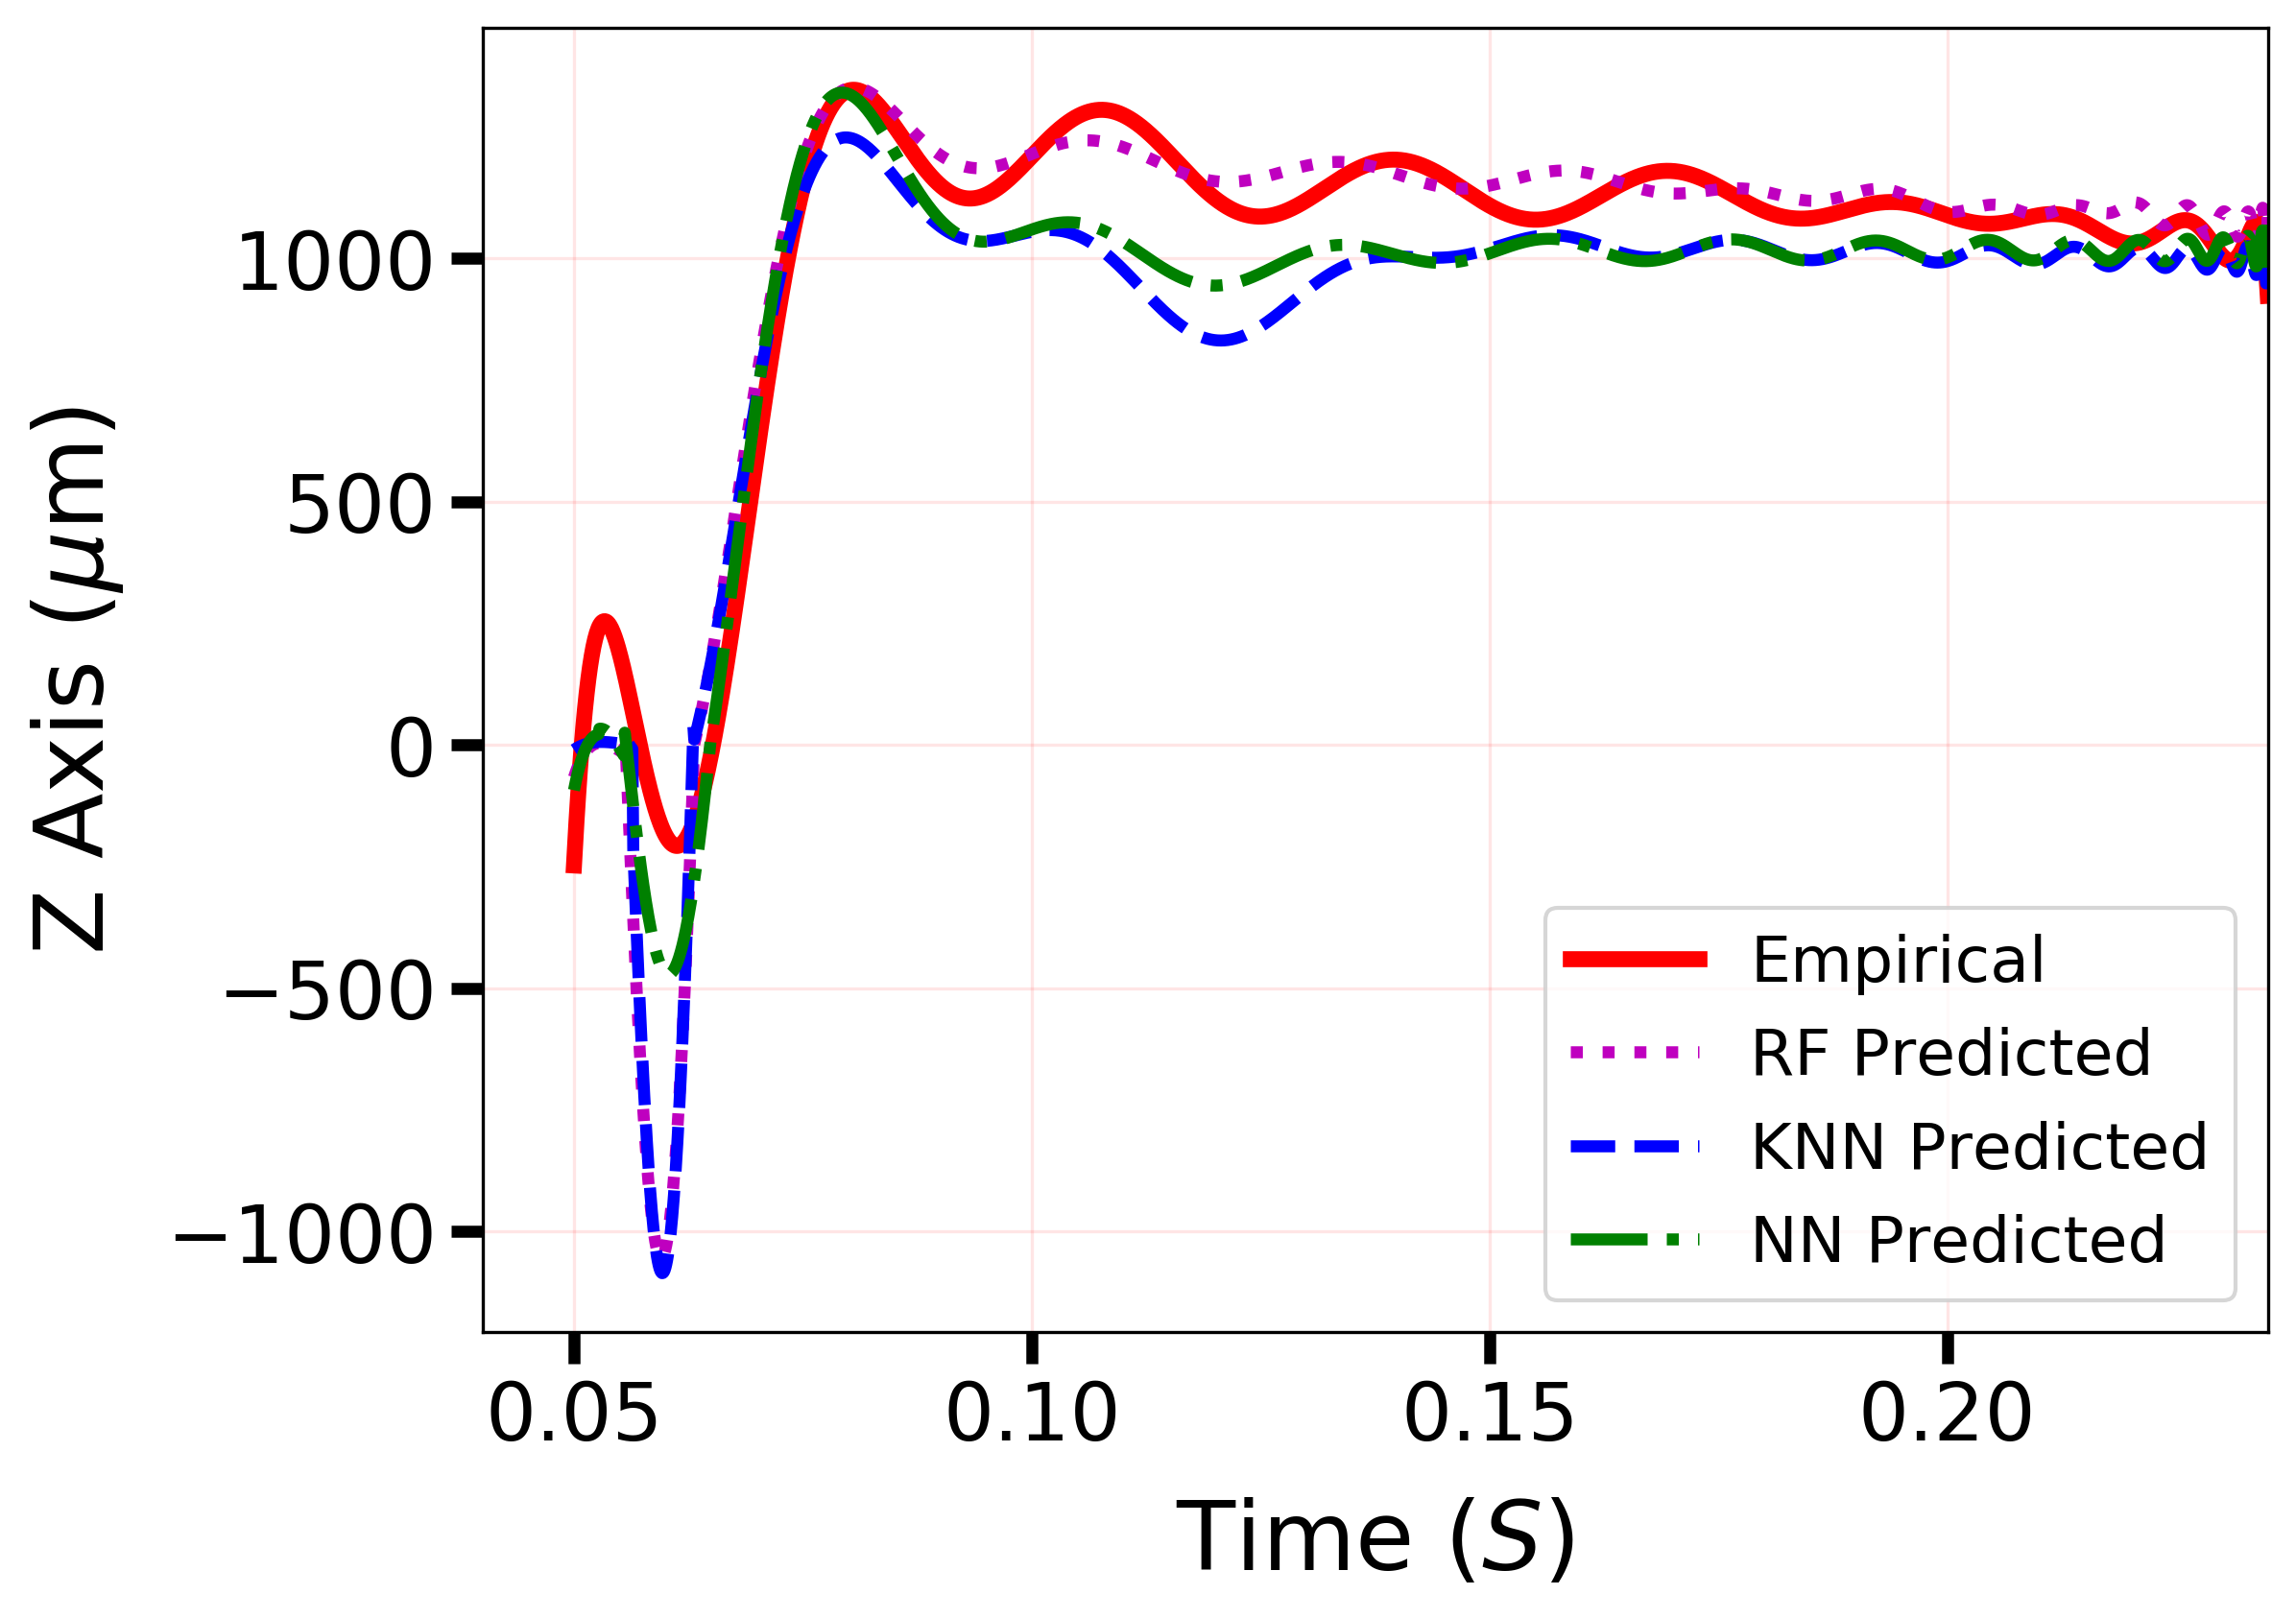 Z Axis (μm)
1000
500
0
−500
−1000
0.05 0.10 0.15 0.20
Time (S)
Empirical
RF Predicted
KNN Predicted
NN Predicted